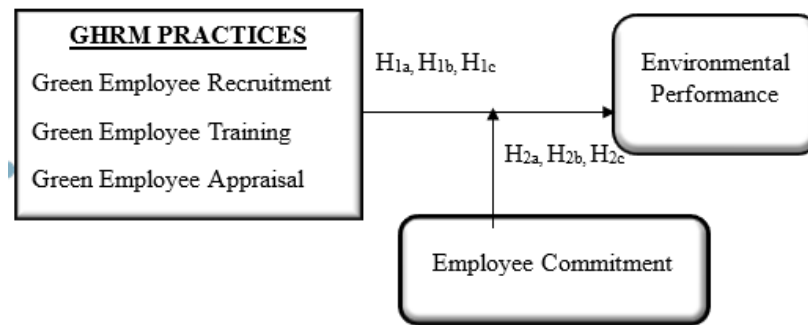 GHRM PRACTICES
Green Employee Recruitment
Green Employee Training
Green Employee Appraisal
H1a, H1b, H1c
Environmental
Performance
H2a, H2b, H2c
Employee Commitment